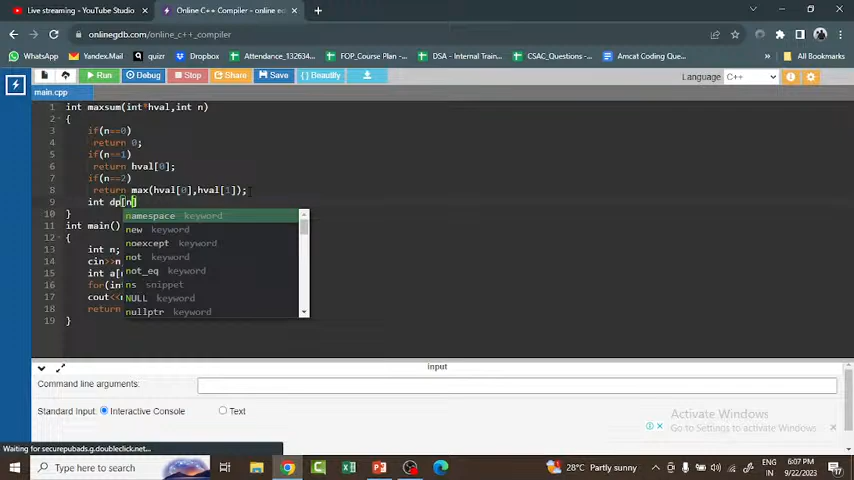 Live streaming - YouTube
Online C++ Compiler - online ed
onlinegdb.com/online_c++_compiler
WhatsApp
Yandex.Mail
quizr
Dropbox
Attendance_132634...
FOP_Course Plan -...
DSA - Internal Train...
CSAC_Questions -...
Amcat Coding Que...
All Bookmarks
Run
Debug
Stop
Share
Save
{ } Beautify
Language: C++
main.cpp
1 int maxsum(int*hval,int n)
2 {
3 if(n==0)
4 return 0;
5 if(n==1)
6 return hval[0];
7 if(n==2)
8 return max(hval[0],hval[1]);
9 int dp[n]
10 }
namespace keyword
11 int main()
new keyword
12 {
noexcept keyword
13 int n;
not keyword
14 cin>>n
not_eq keyword
15 int a[
ns snippet
16 for(in
NULL keyword
17 cout<<
nullptr keyword
18 return
19 }
input
Command line arguments:
Standard Input: Interactive Console Text
Activate Windows
Go to Settings to activate Windows
Waiting for securepubads.g.doubleclick.net...
Type here to search
28°C Partly sunny
ENG
IN
6:07 PM
9/22/2023